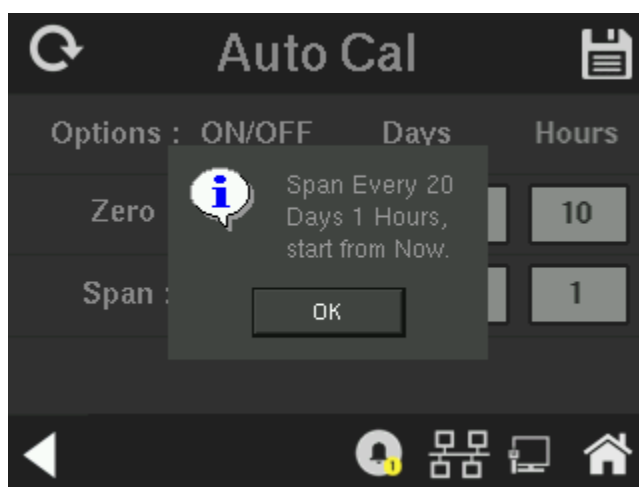 Auto Cal
Options : ON/OFF Days Hours
Zero 10
Span : 1
Span Every 20
Days 1 Hours,
start from Now.
OK
1